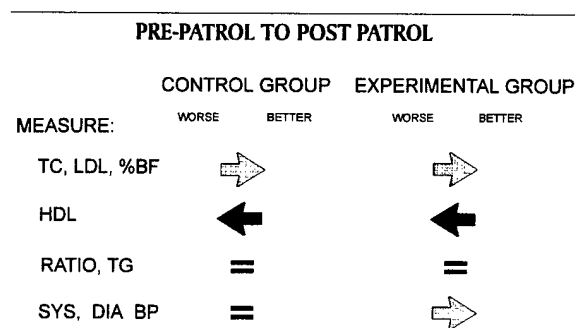 PRE-PATROL TO POST PATROL
CONTROL GROUP EXPERIMENTAL GROUP
WORSE BETTER WORSE BETTER
MEASURE:
TC, LDL, %BF
HDL
RATIO, TG = =
SYS, DIA BP =